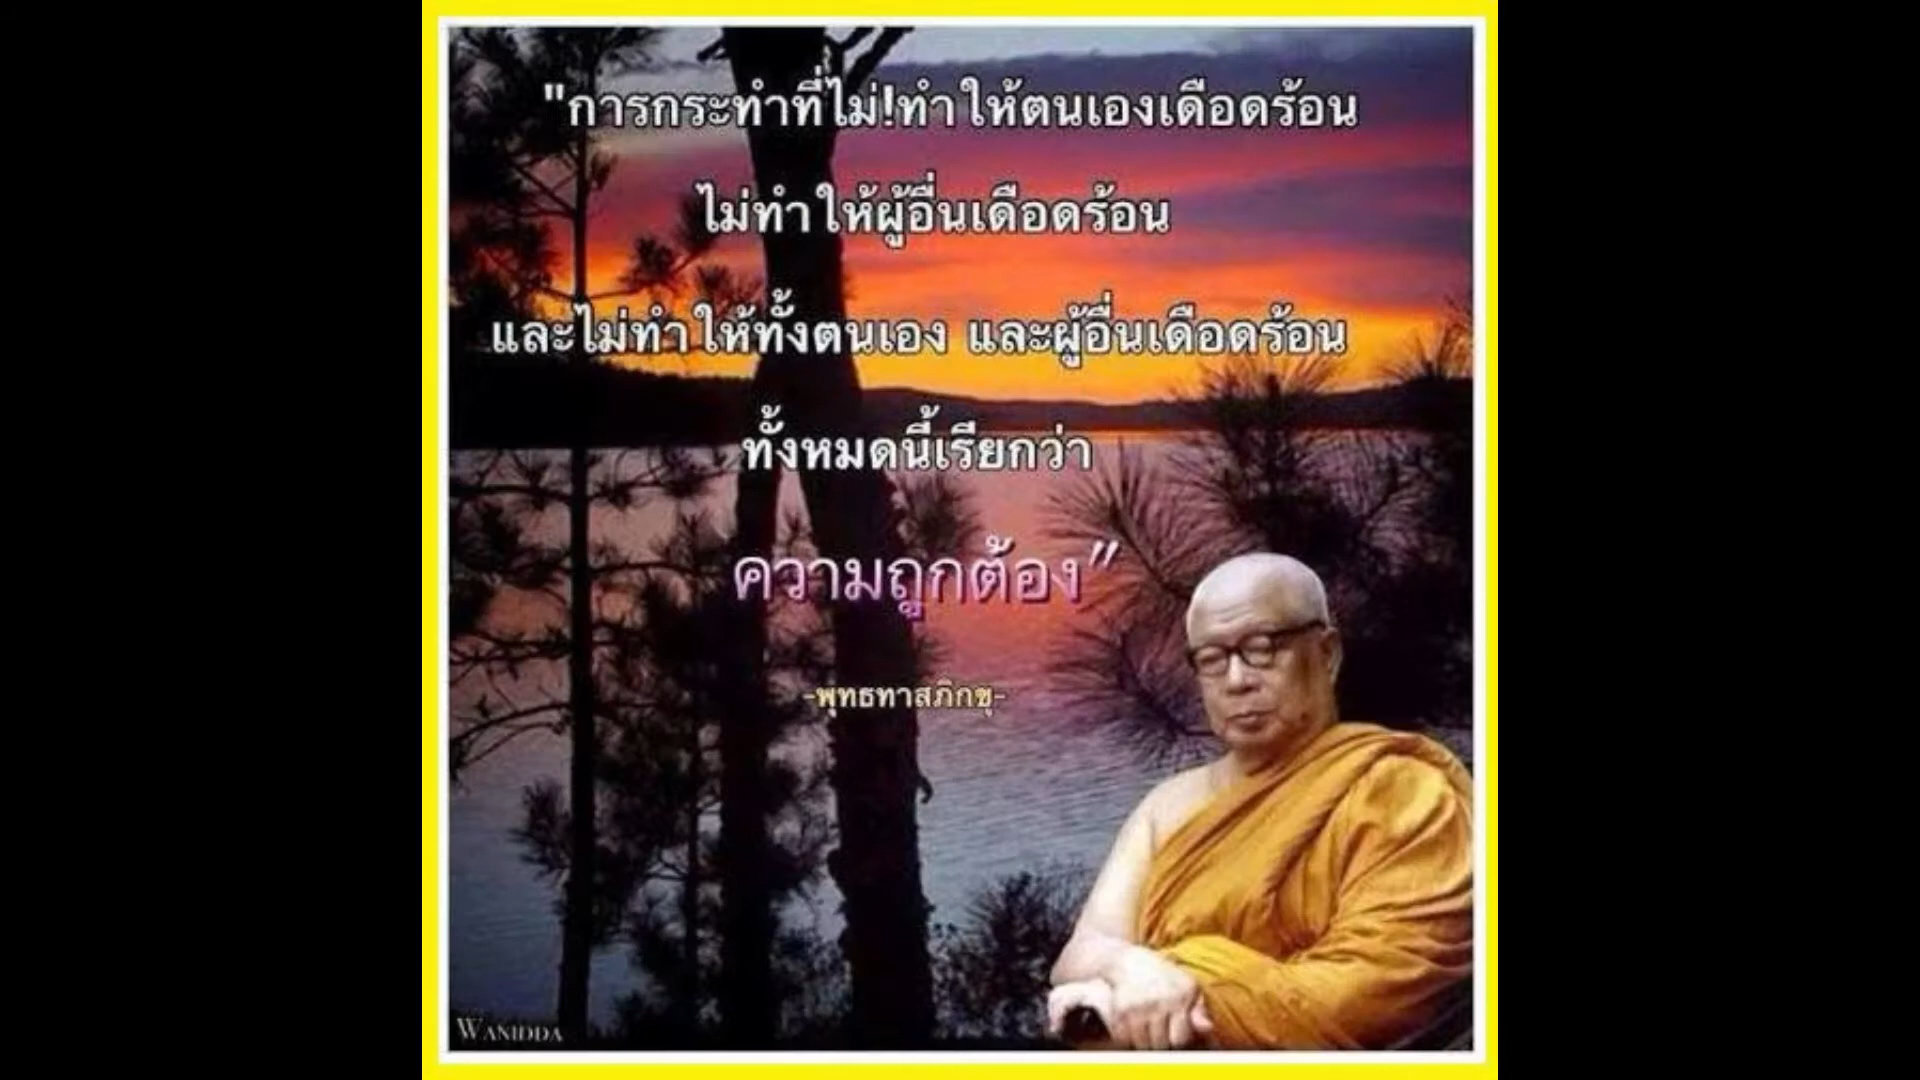 "การกระทำที่ไม่!ทำให้ตนเองเดือดร้อน
ไม่ทำให้ผู้อื่นเดือดร้อน
และไม่ทำให้ทั้งตนเอง และผู้อื่นเดือดร้อน
ทั้งหมดนี้เรียกว่า
ความถูกต้อง"
-พุทธทาสภิกขุ-
WANIDDA